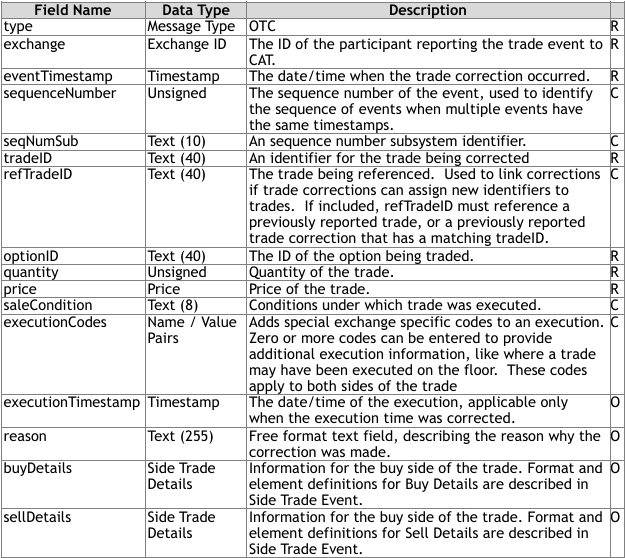 Field Name Data Type Description
type Message Type OTC R
exchange Exchange ID The ID of the participant reporting the trade event to R
CAT.
eventTimestamp Timestamp The date/time when the trade correction occurred. R
sequenceNumber Unsigned The sequence number of the event, used to identify C
the sequence of events when multiple events have
the same timestamps.
seqNumSub Text (10) An sequence number subsystem identifier. C
tradeID Text (40) An identifier for the trade being corrected R
refTradeID Text (40) The trade being referenced. Used to link corrections C
if trade corrections can assign new identifiers to
trades. If included, refTradeID must reference a
previously reported trade, or a previously reported
trade correction that has a matching tradeID.
optionID Text (40) The ID of the option being traded. R
quantity Unsigned Quantity of the trade. R
price Price Price of the trade. R
saleCondition Text (8) Conditions under which trade was executed. C
executionCodes Name / Value Adds special exchange specific codes to an execution. C
Pairs Zero or more codes can be entered to provide
additional execution information, like where a trade
may have been executed on the floor. These codes
apply to both sides of the trade
executionTimestamp Timestamp The date/time of the execution, applicable only O
when the execution time was corrected.
reason Text (255) Free format text field, describing the reason why the O
correction was made.
buyDetails Side Trade Information for the buy side of the trade. Format and O
Details element definitions for Buy Details are described in
Side Trade Event.
sellDetails Side Trade Information for the buy side of the trade. Format and O
Details element definitions for Sell Details are described in
Side Trade Event.